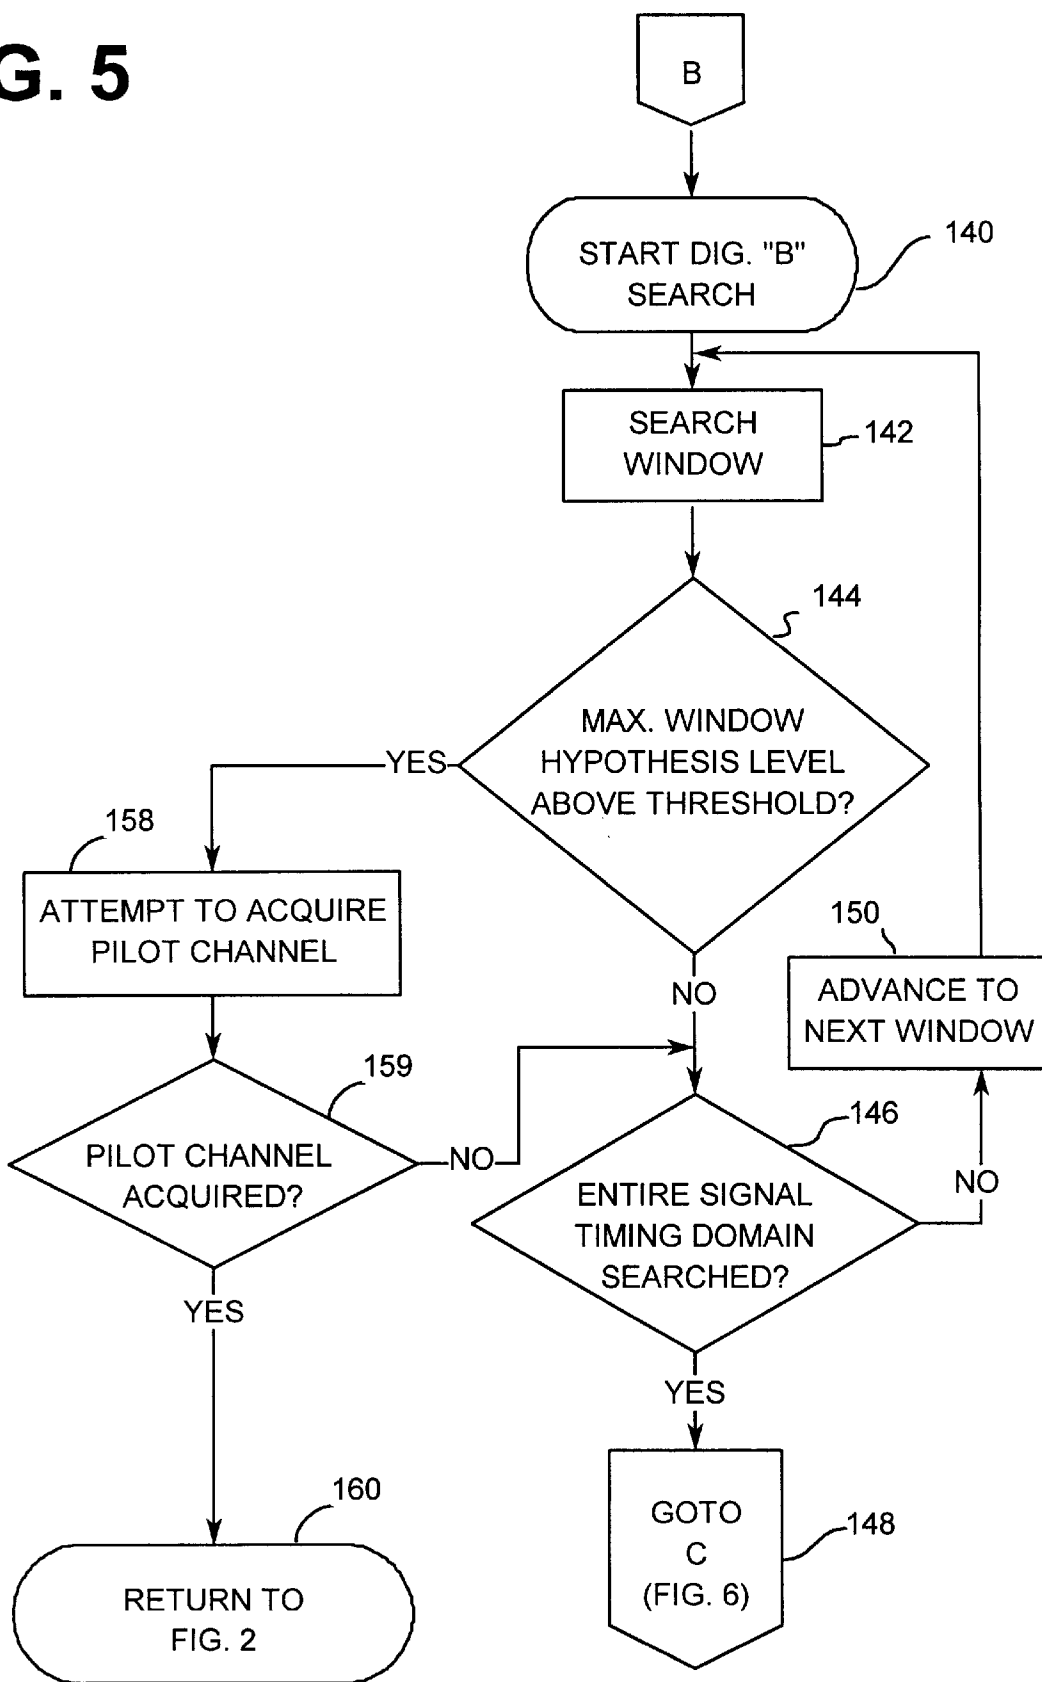 G. 5
B
START DIG. "B"
SEARCH
140
SEARCH
WINDOW
142
144
MAX. WINDOW
HYPOTHESIS LEVEL
ABOVE THRESHOLD?
YES
158
ATTEMPT TO ACQUIRE
PILOT CHANNEL
NO
150
ADVANCE TO
NEXT WINDOW
159
PILOT CHANNEL
ACQUIRED?
NO
146
ENTIRE SIGNAL
TIMING DOMAIN
SEARCHED?
NO
YES
YES
160
RETURN TO
FIG. 2
GOTO
C
(FIG. 6)
148